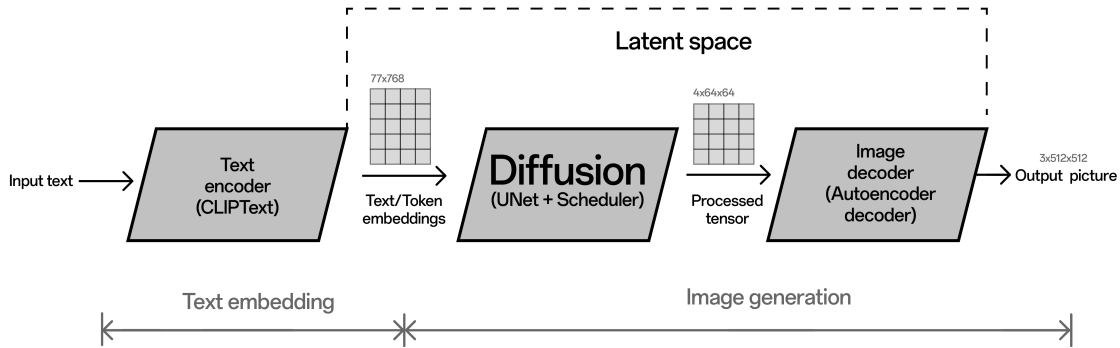 Latent space
77x768
4x64x64
Input text
Text
encoder
(CLIPText)
Text/Token
embeddings
Diffusion
(UNet + Scheduler)
Processed
tensor
Image
decoder
(Autoencoder
decoder)
3x512x512
Output picture
Text embedding
Image generation